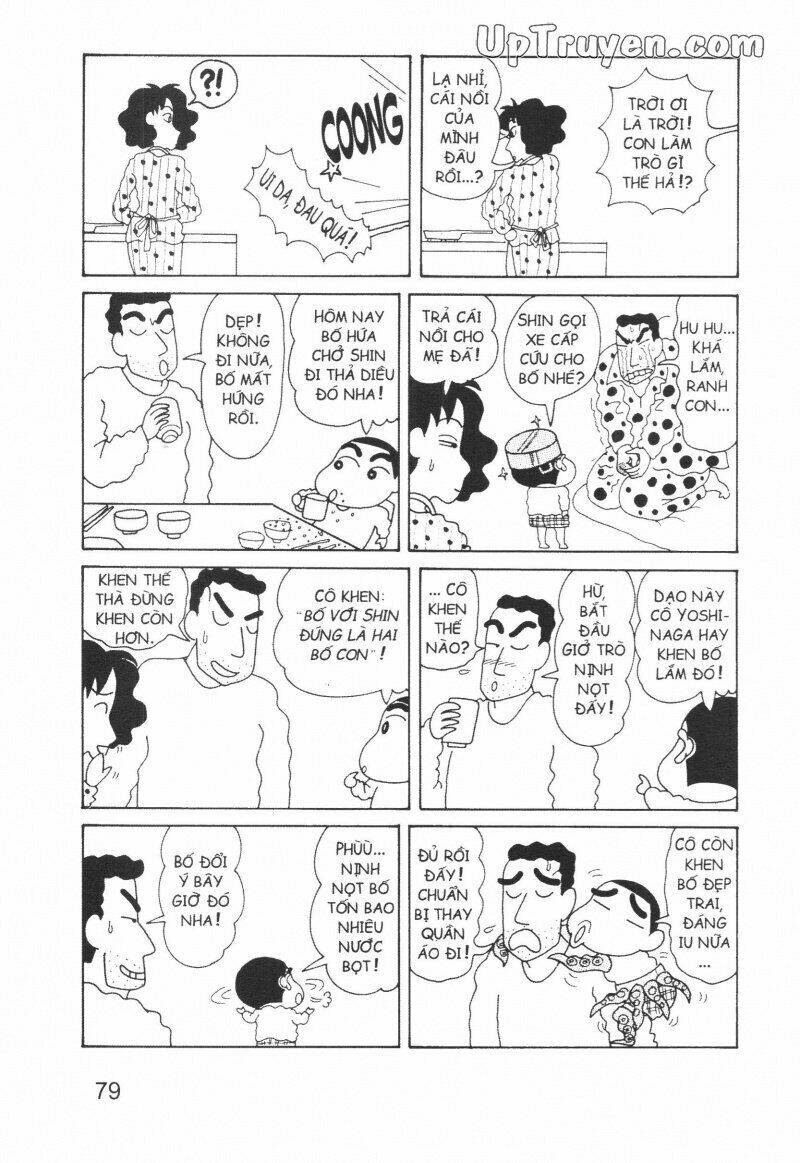 UpTruyen.com
TRỜI ƠI
LÀ TRỜI!
CON LÀM
TRÒ GÌ
THẾ HẢ!?
LẠ NHỈ,
CÁI NỒI
CỦA
MÌNH
ĐÂU
RỒI...?
COONG
UI DA, ĐAU QUÁ!
?!
HU HU...
KHÁ
LẮM,
RANH
CON...
SHIN GỌI
XE CẤP
CỨU CHO
BỐ NHÉ?
TRẢ CÁI
NỒI CHO
MẸ ĐÃ!
HÔM NAY
BỐ HỨA
CHỞ SHIN
ĐI THẢ DIỀU
ĐÓ NHA!
DẸP!
KHÔNG
ĐI NỮA,
BỐ MẤT
HỨNG
RỒI.
DẠO NÀY
CÔ YOSHI-
NAGA HAY
KHEN BỐ
LẮM ĐÓ!
HỪ,
BẮT
ĐẦU
GIỞ TRÒ
NỊNH
NỌT
ĐẤY!
... CÔ
KHEN
THẾ
NÀO?
CÔ KHEN:
"BỐ VỚI SHIN
ĐÚNG LÀ HAI
BỐ CON"!
KHEN THẾ
THÀ ĐỪNG
KHEN CÒN
HƠN.
CÔ CÒN
KHEN
BỐ ĐẸP
TRAI,
ĐÁNG
IU NỮA
...
ĐỦ RỒI
ĐẤY!
CHUẨN
BỊ THAY
QUẦN
ÁO ĐI!
PHÙÙ...
NỊNH
NỌT BỐ
TỐN BAO
NHIÊU
NƯỚC
BỌT!
BỐ ĐỔI
Ý BÂY
GIỜ ĐÓ
NHA!
79